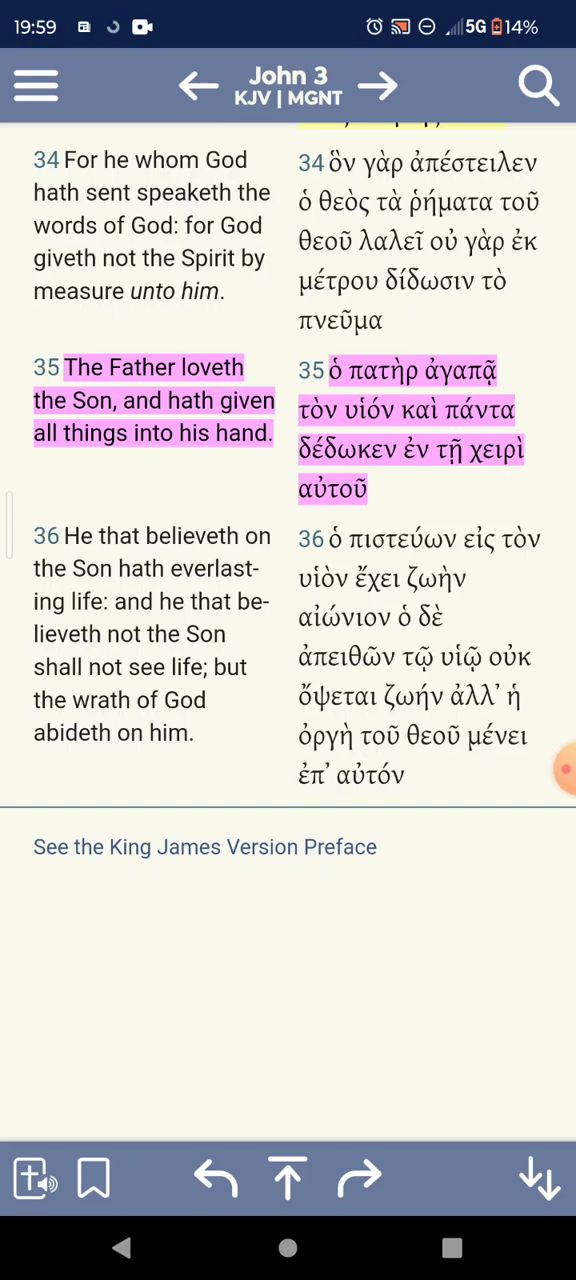 19:59
5G 14%
John 3
KJV | MGNT
34 For he whom God
hath sent speaketh the
words of God: for God
giveth not the Spirit by
measure unto him.
34 ὃν γὰρ ἀπέστειλεν
ὁ θεὸς τὰ ῥήματα τοῦ
θεοῦ λαλεῖ οὐ γὰρ ἐκ
μέτρου δίδωσιν τὸ
πνεῦμα
35 The Father loveth
the Son, and hath given
all things into his hand.
35 ὁ πατὴρ ἀγαπᾷ
τὸν υἱόν καὶ πάντα
δέδωκεν ἐν τῇ χειρὶ
αὐτοῦ
36 He that believeth on
the Son hath everlast-
ing life: and he that be-
lieveth not the Son
shall not see life; but
the wrath of God
abideth on him.
36 ὁ πιστεύων εἰς τὸν
υἱὸν ἔχει ζωὴν
αἰώνιον ὁ δὲ
ἀπειθῶν τῷ υἱῷ οὐκ
ὄψεται ζωήν ἀλλ’ ἡ
ὀργὴ τοῦ θεοῦ μένει
ἐπ’ αὐτόν
See the King James Version Preface